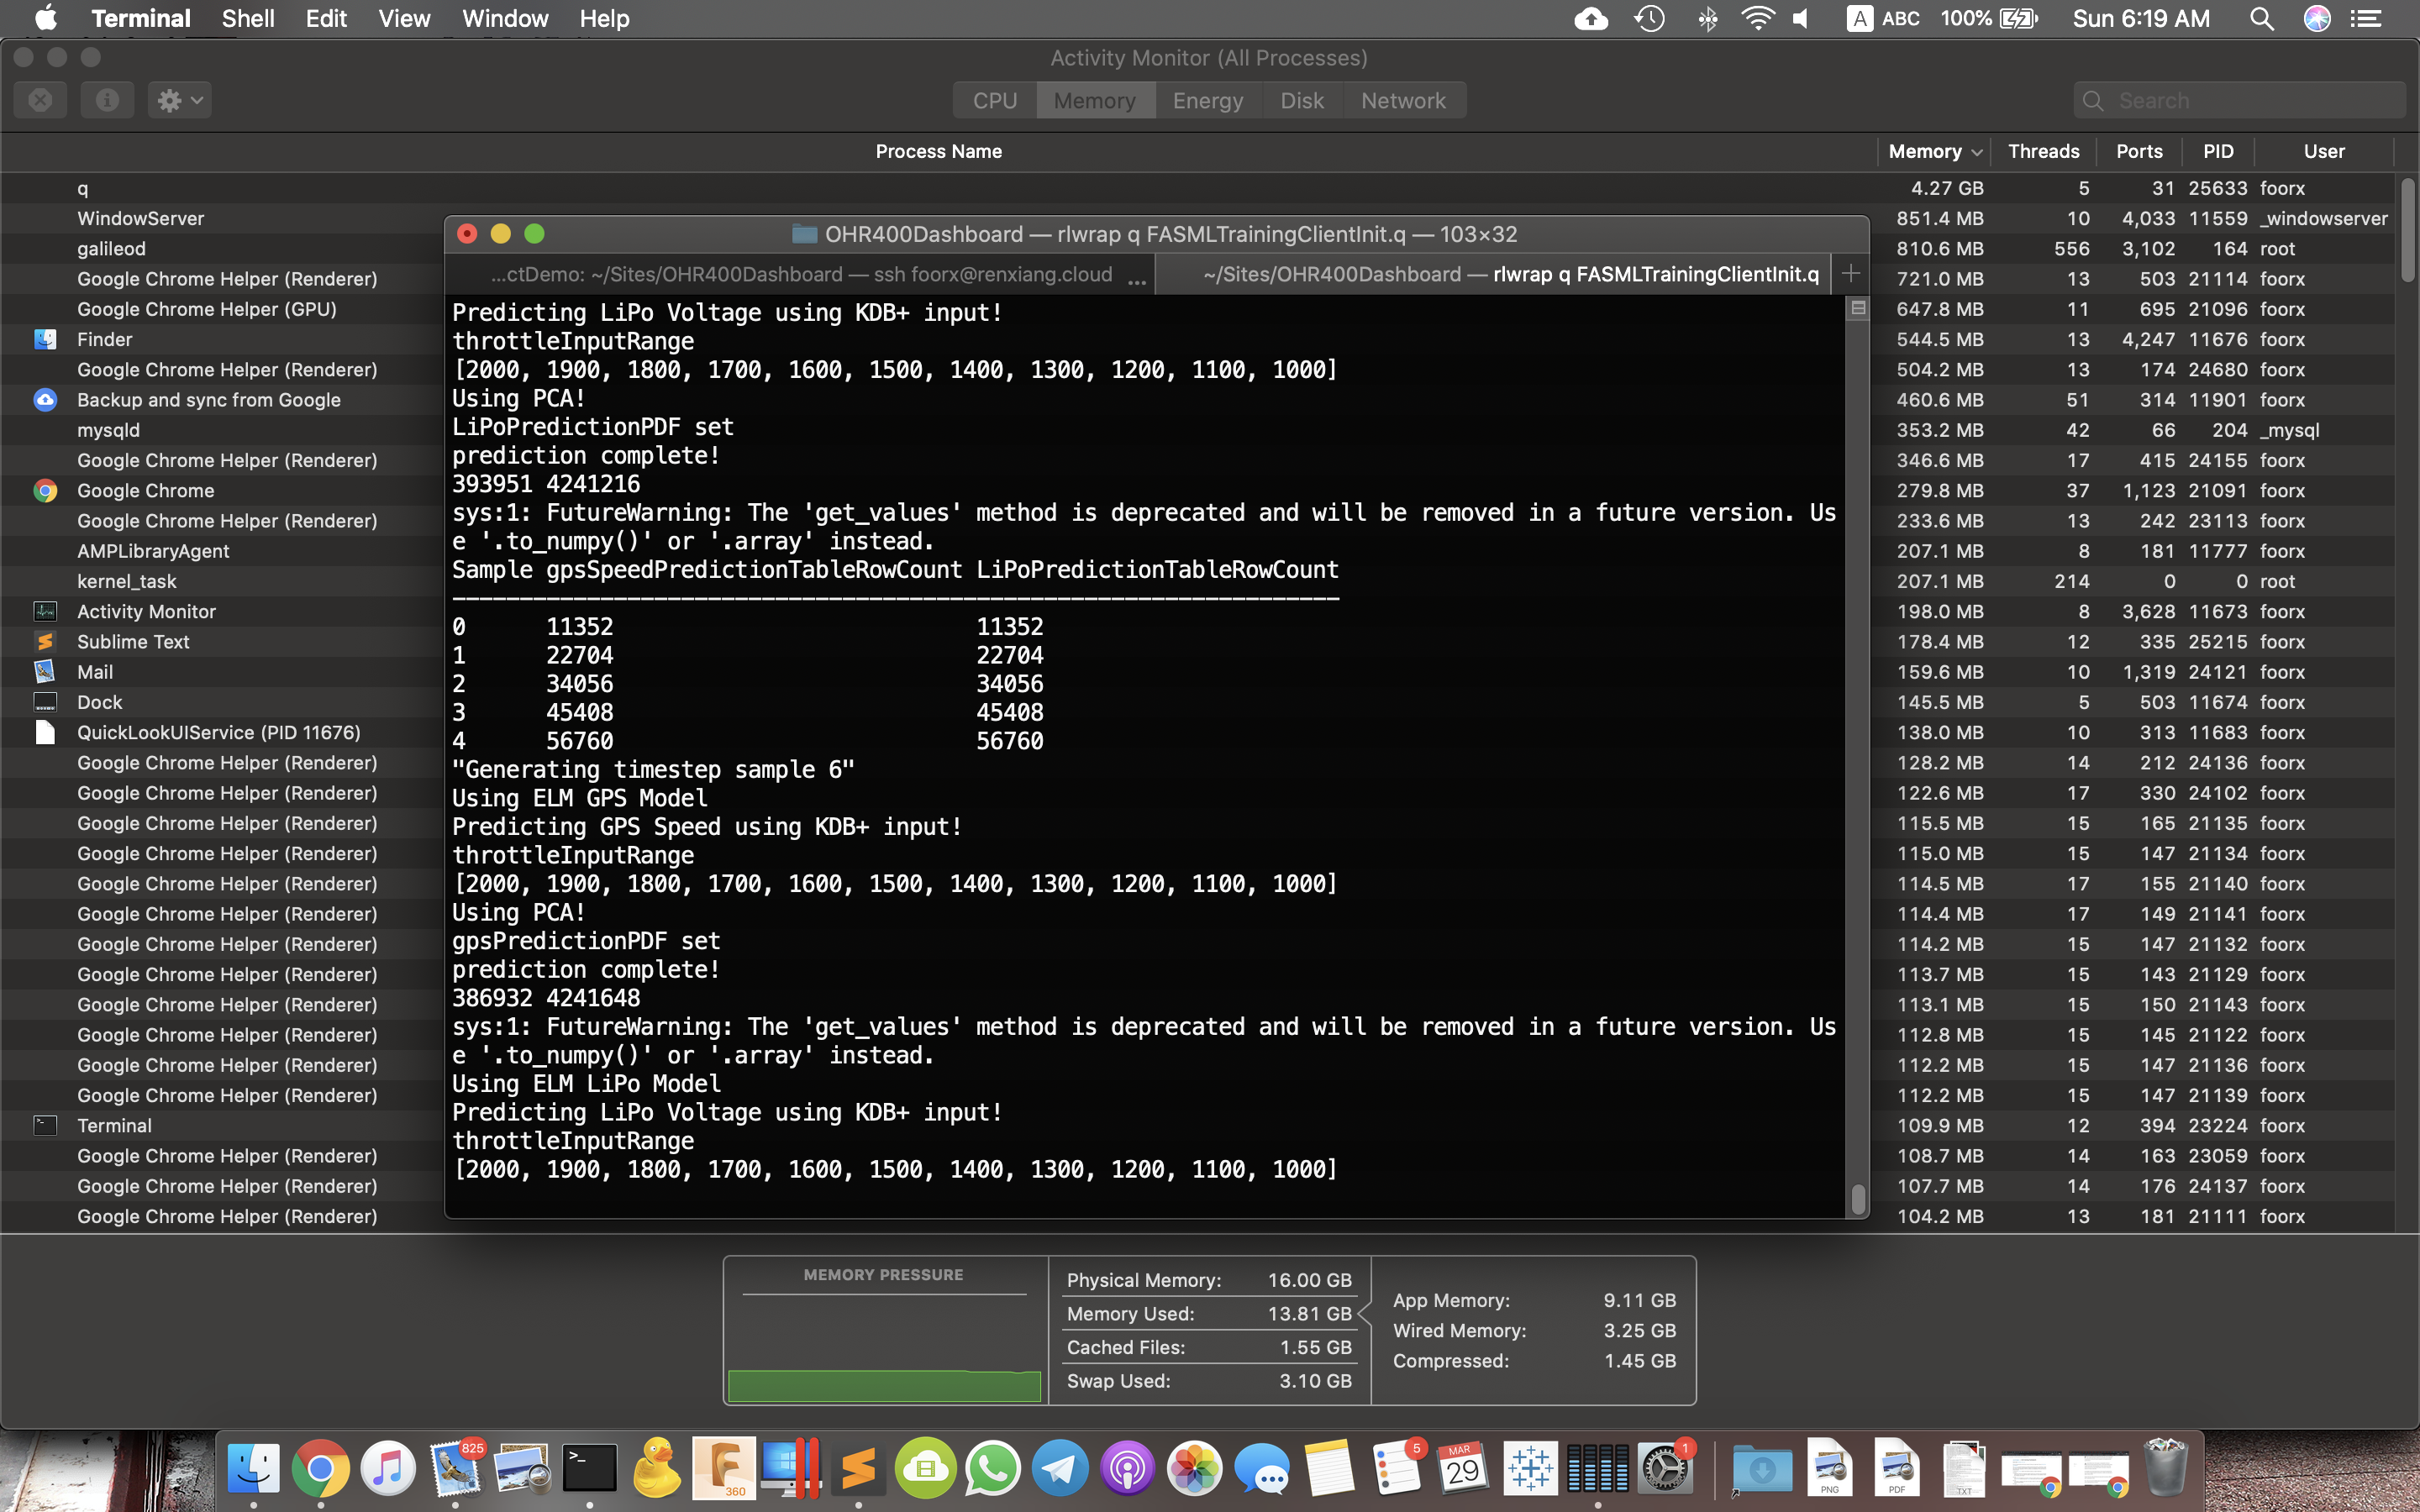 Terminal Shell Edit View Window Help A ABC 100% Sun 6:19 AM
Activity Monitor (All Processes)
CPU Memory Energy Disk Network Search
Process Name Memory Threads Ports PID User
q 4.27 GB 5 31 25633 foorx
WindowServer 851.4 MB 10 4,033 11559 _windowserver
galileod 810.6 MB 556 3,102 164 root
Google Chrome Helper (Renderer) 721.0 MB 13 503 21114 foorx
Google Chrome Helper (GPU) 647.8 MB 11 695 21096 foorx
Finder 544.5 MB 13 4,247 11676 foorx
Google Chrome Helper (Renderer) 504.2 MB 13 174 24680 foorx
Backup and sync from Google 460.6 MB 51 314 11901 foorx
mysqld 353.2 MB 42 66 204 _mysql
Google Chrome Helper (Renderer) 346.6 MB 17 415 24155 foorx
Google Chrome 279.8 MB 37 1,123 21091 foorx
Google Chrome Helper (Renderer) 233.6 MB 13 242 23113 foorx
AMPLibraryAgent 207.1 MB 8 181 11777 foorx
kernel_task 207.1 MB 214 0 0 root
Activity Monitor 198.0 MB 8 3,628 11673 foorx
Sublime Text 178.4 MB 12 335 25215 foorx
Mail 159.6 MB 10 1,319 24121 foorx
Dock 145.5 MB 5 503 11674 foorx
QuickLookUIService (PID 11676) 138.0 MB 10 313 11683 foorx
Google Chrome Helper (Renderer) 128.2 MB 14 212 24136 foorx
Google Chrome Helper (Renderer) 122.6 MB 17 330 24102 foorx
Google Chrome Helper (Renderer) 115.5 MB 15 165 21135 foorx
Google Chrome Helper (Renderer) 115.0 MB 15 147 21134 foorx
Google Chrome Helper (Renderer) 114.5 MB 17 155 21140 foorx
Google Chrome Helper (Renderer) 114.4 MB 17 149 21141 foorx
Google Chrome Helper (Renderer) 114.2 MB 15 147 21132 foorx
Google Chrome Helper (Renderer) 113.7 MB 15 143 21129 foorx
Google Chrome Helper (Renderer) 113.1 MB 15 150 21143 foorx
Google Chrome Helper (Renderer) 112.8 MB 15 145 21122 foorx
Google Chrome Helper (Renderer) 112.2 MB 15 147 21136 foorx
Google Chrome Helper (Renderer) 112.2 MB 15 147 21139 foorx
Terminal 109.9 MB 12 394 23224 foorx
Google Chrome Helper (Renderer) 108.7 MB 14 163 23059 foorx
Google Chrome Helper (Renderer) 107.7 MB 14 176 24137 foorx
Google Chrome Helper (Renderer) 104.2 MB 13 181 21111 foorx
OHR400Dashboard — rlwrap q FASMLTrainingClientInit.q — 103×32
...ctDemo: ~/Sites/OHR400Dashboard — ssh foorx@renxiang.cloud ... ~/Sites/OHR400Dashboard — rlwrap q FASMLTrainingClientInit.q +
Predicting LiPo Voltage using KDB+ input!
throttleInputRange
[2000, 1900, 1800, 1700, 1600, 1500, 1400, 1300, 1200, 1100, 1000]
Using PCA!
LiPoPredictionPDF set
prediction complete!
393951 4241216
sys:1: FutureWarning: The 'get_values' method is deprecated and will be removed in a future version. Us
e '.to_numpy()' or '.array' instead.
Sample gpsSpeedPredictionTableRowCount LiPoPredictionTableRowCount
------------------------------------------------------------------
0 11352 11352
1 22704 22704
2 34056 34056
3 45408 45408
4 56760 56760
"Generating timestep sample 6"
Using ELM GPS Model
Predicting GPS Speed using KDB+ input!
throttleInputRange
[2000, 1900, 1800, 1700, 1600, 1500, 1400, 1300, 1200, 1100, 1000]
Using PCA!
gpsPredictionPDF set
prediction complete!
386932 4241648
sys:1: FutureWarning: The 'get_values' method is deprecated and will be removed in a future version. Us
e '.to_numpy()' or '.array' instead.
Using ELM LiPo Model
Predicting LiPo Voltage using KDB+ input!
throttleInputRange
[2000, 1900, 1800, 1700, 1600, 1500, 1400, 1300, 1200, 1100, 1000]
MEMORY PRESSURE
Physical Memory: 16.00 GB
Memory Used: 13.81 GB
Cached Files: 1.55 GB
Swap Used: 3.10 GB
App Memory: 9.11 GB
Wired Memory: 3.25 GB
Compressed: 1.45 GB
825 360 5 MAR 29 1 PNG PDF TXT